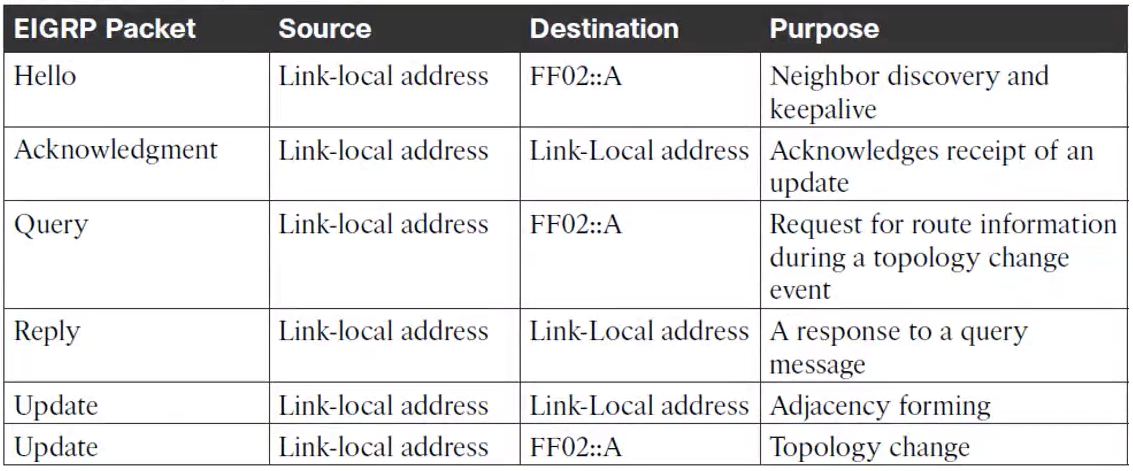 EIGRP Packet Source Destination Purpose
Hello Link-local address FF02::A Neighbor discovery and
keepalive
Acknowledgment Link-local address Link-Local address Acknowledges receipt of an
update
Query Link-local address FF02::A Request for route information
during a topology change
event
Reply Link-local address Link-Local address A response to a query
message
Update Link-local address Link-Local address Adjacency forming
Update Link-local address FF02::A Topology change